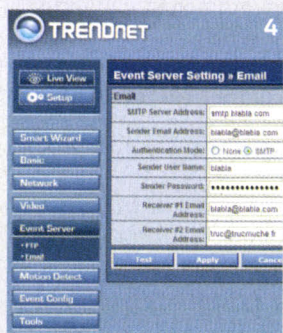 TRENDNET 4
Live View
Setup
Smart Wizard
Basic
Network
Video
Event Server
• FTP
• Email
Motion Detect
Event Config
Tools
Event Server Setting » Email
Email
SMTP Server Address: smtp.blabla.com
Sender Email Address: blabla@blabla.com
Authentication Mode: None SMTP
Sender User Name: blabla
Sender Password: ••••••••••••••
Receiver #1 Email Address: blabla@blabla.com
Receiver #2 Email Address: truc@trucmuche.fr
Test Apply Cance